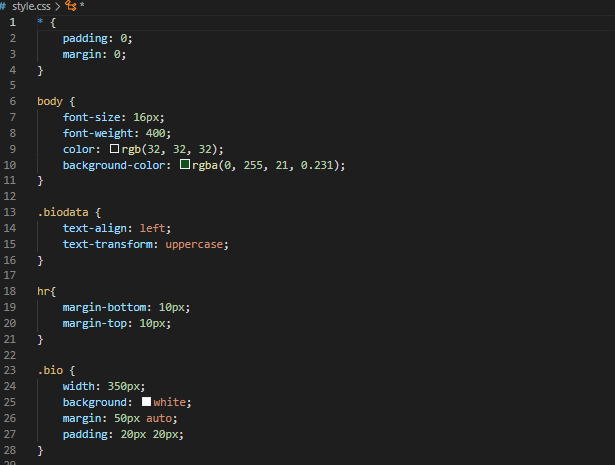 # style.css > *
1 * {
2 padding: 0;
3 margin: 0;
4 }
5
6 body {
7 font-size: 16px;
8 font-weight: 400;
9 color: rgb(32, 32, 32);
10 background-color: rgba(0, 255, 21, 0.231);
11 }
12
13 .biodata {
14 text-align: left;
15 text-transform: uppercase;
16 }
17
18 hr{
19 margin-bottom: 10px;
20 margin-top: 10px;
21 }
22
23 .bio {
24 width: 350px;
25 background: white;
26 margin: 50px auto;
27 padding: 20px 20px;
28 }